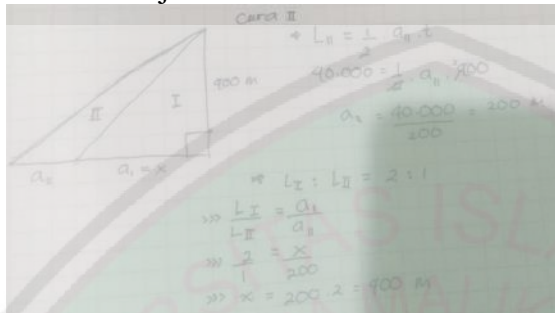 Cara II
⇒ L_II = 1/2 a_II . t
40.000 = 1/2 . a_II . 400
a_II = 40.000/200 = 200 m
400 m
II
I
a_II
a_I = x
⇒ L_I : L_II = 2 : 1
>>> L_I/L_II = a_I/a_II
>>> 2/1 = x/200
>>> x = 200 . 2 = 400 m